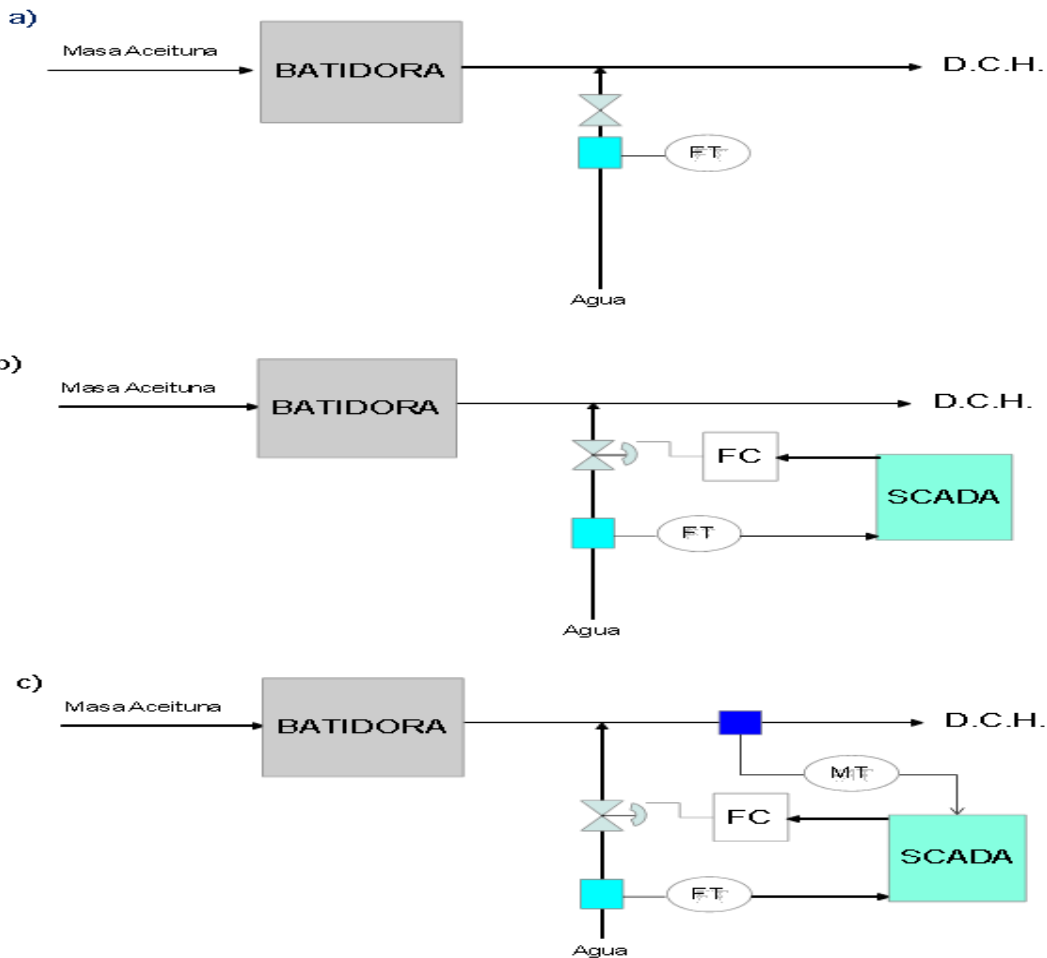 a)
Masa Aceituna
BATIDORA
D.C.H.
FT
Agua
b)
Masa Aceituna
BATIDORA
D.C.H.
FC
SCADA
FT
Agua
c)
Masa Aceituna
BATIDORA
D.C.H.
MT
FC
SCADA
FT
Agua